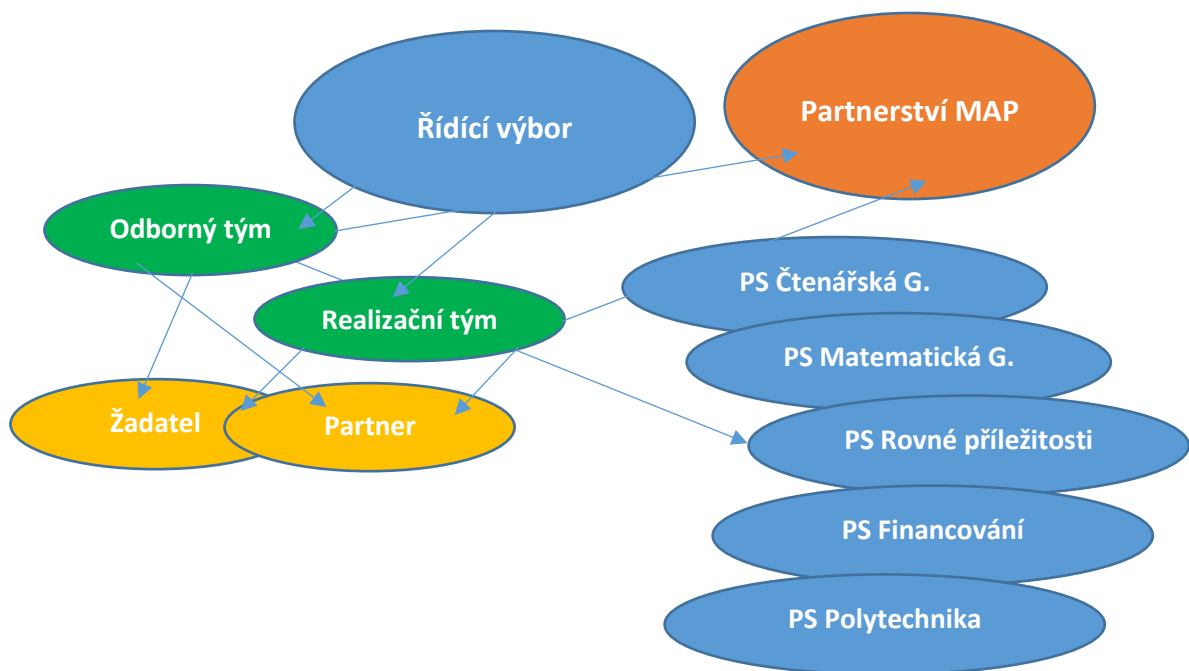 Řídící výbor
Partnerství MAP
Odborný tým
Realizační tým
Žadatel
Partner
PS Čtenářská G.
PS Matematická G.
PS Rovné příležitosti
PS Financování
PS Polytechnika